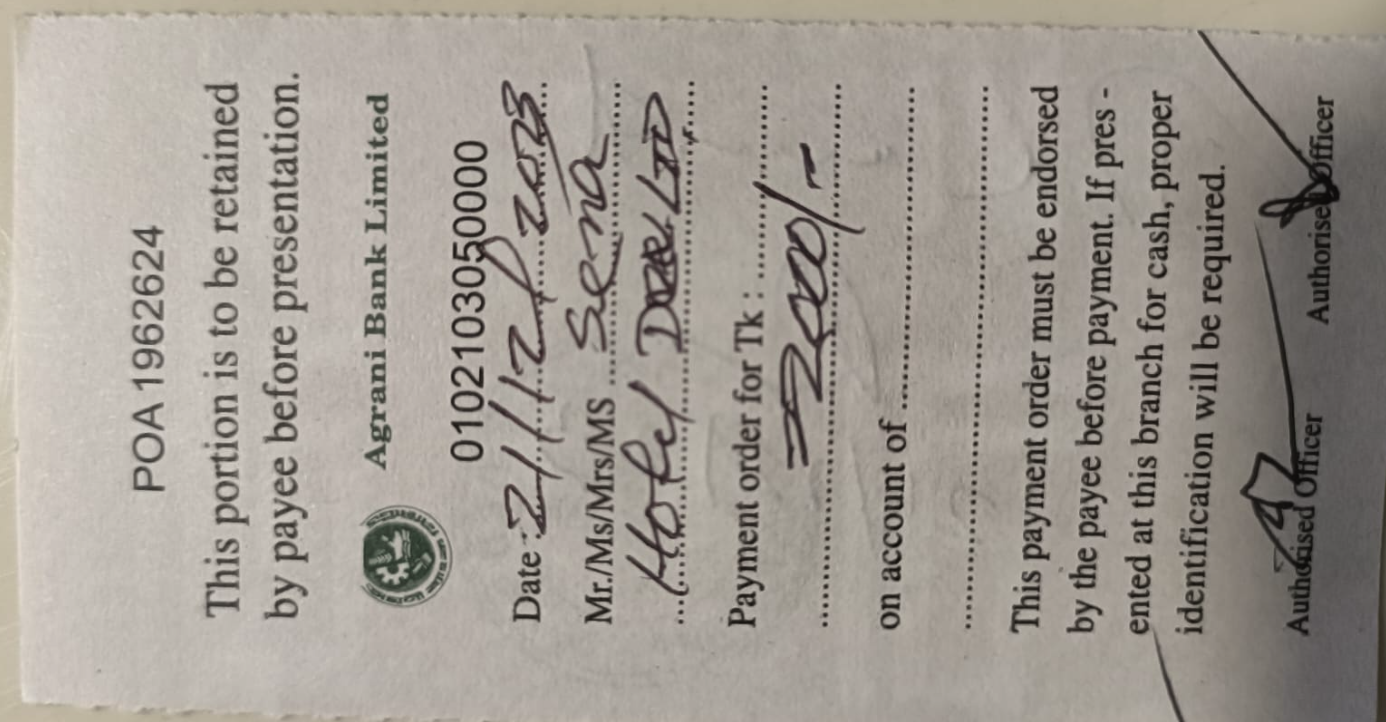 POA 1962624
This portion is to be retained
by payee before presentation.
Agrani Bank Limited
0102103050000
Date : 21/12/2023
Mr./Ms/Mrs/MS Sena
Hotel LTD
Payment order for Tk :
=2000/-
on account of
This payment order must be endorsed
by the payee before payment. If pres -
ented at this branch for cash, proper
identification will be required.
Authorised Officer Authorised Officer